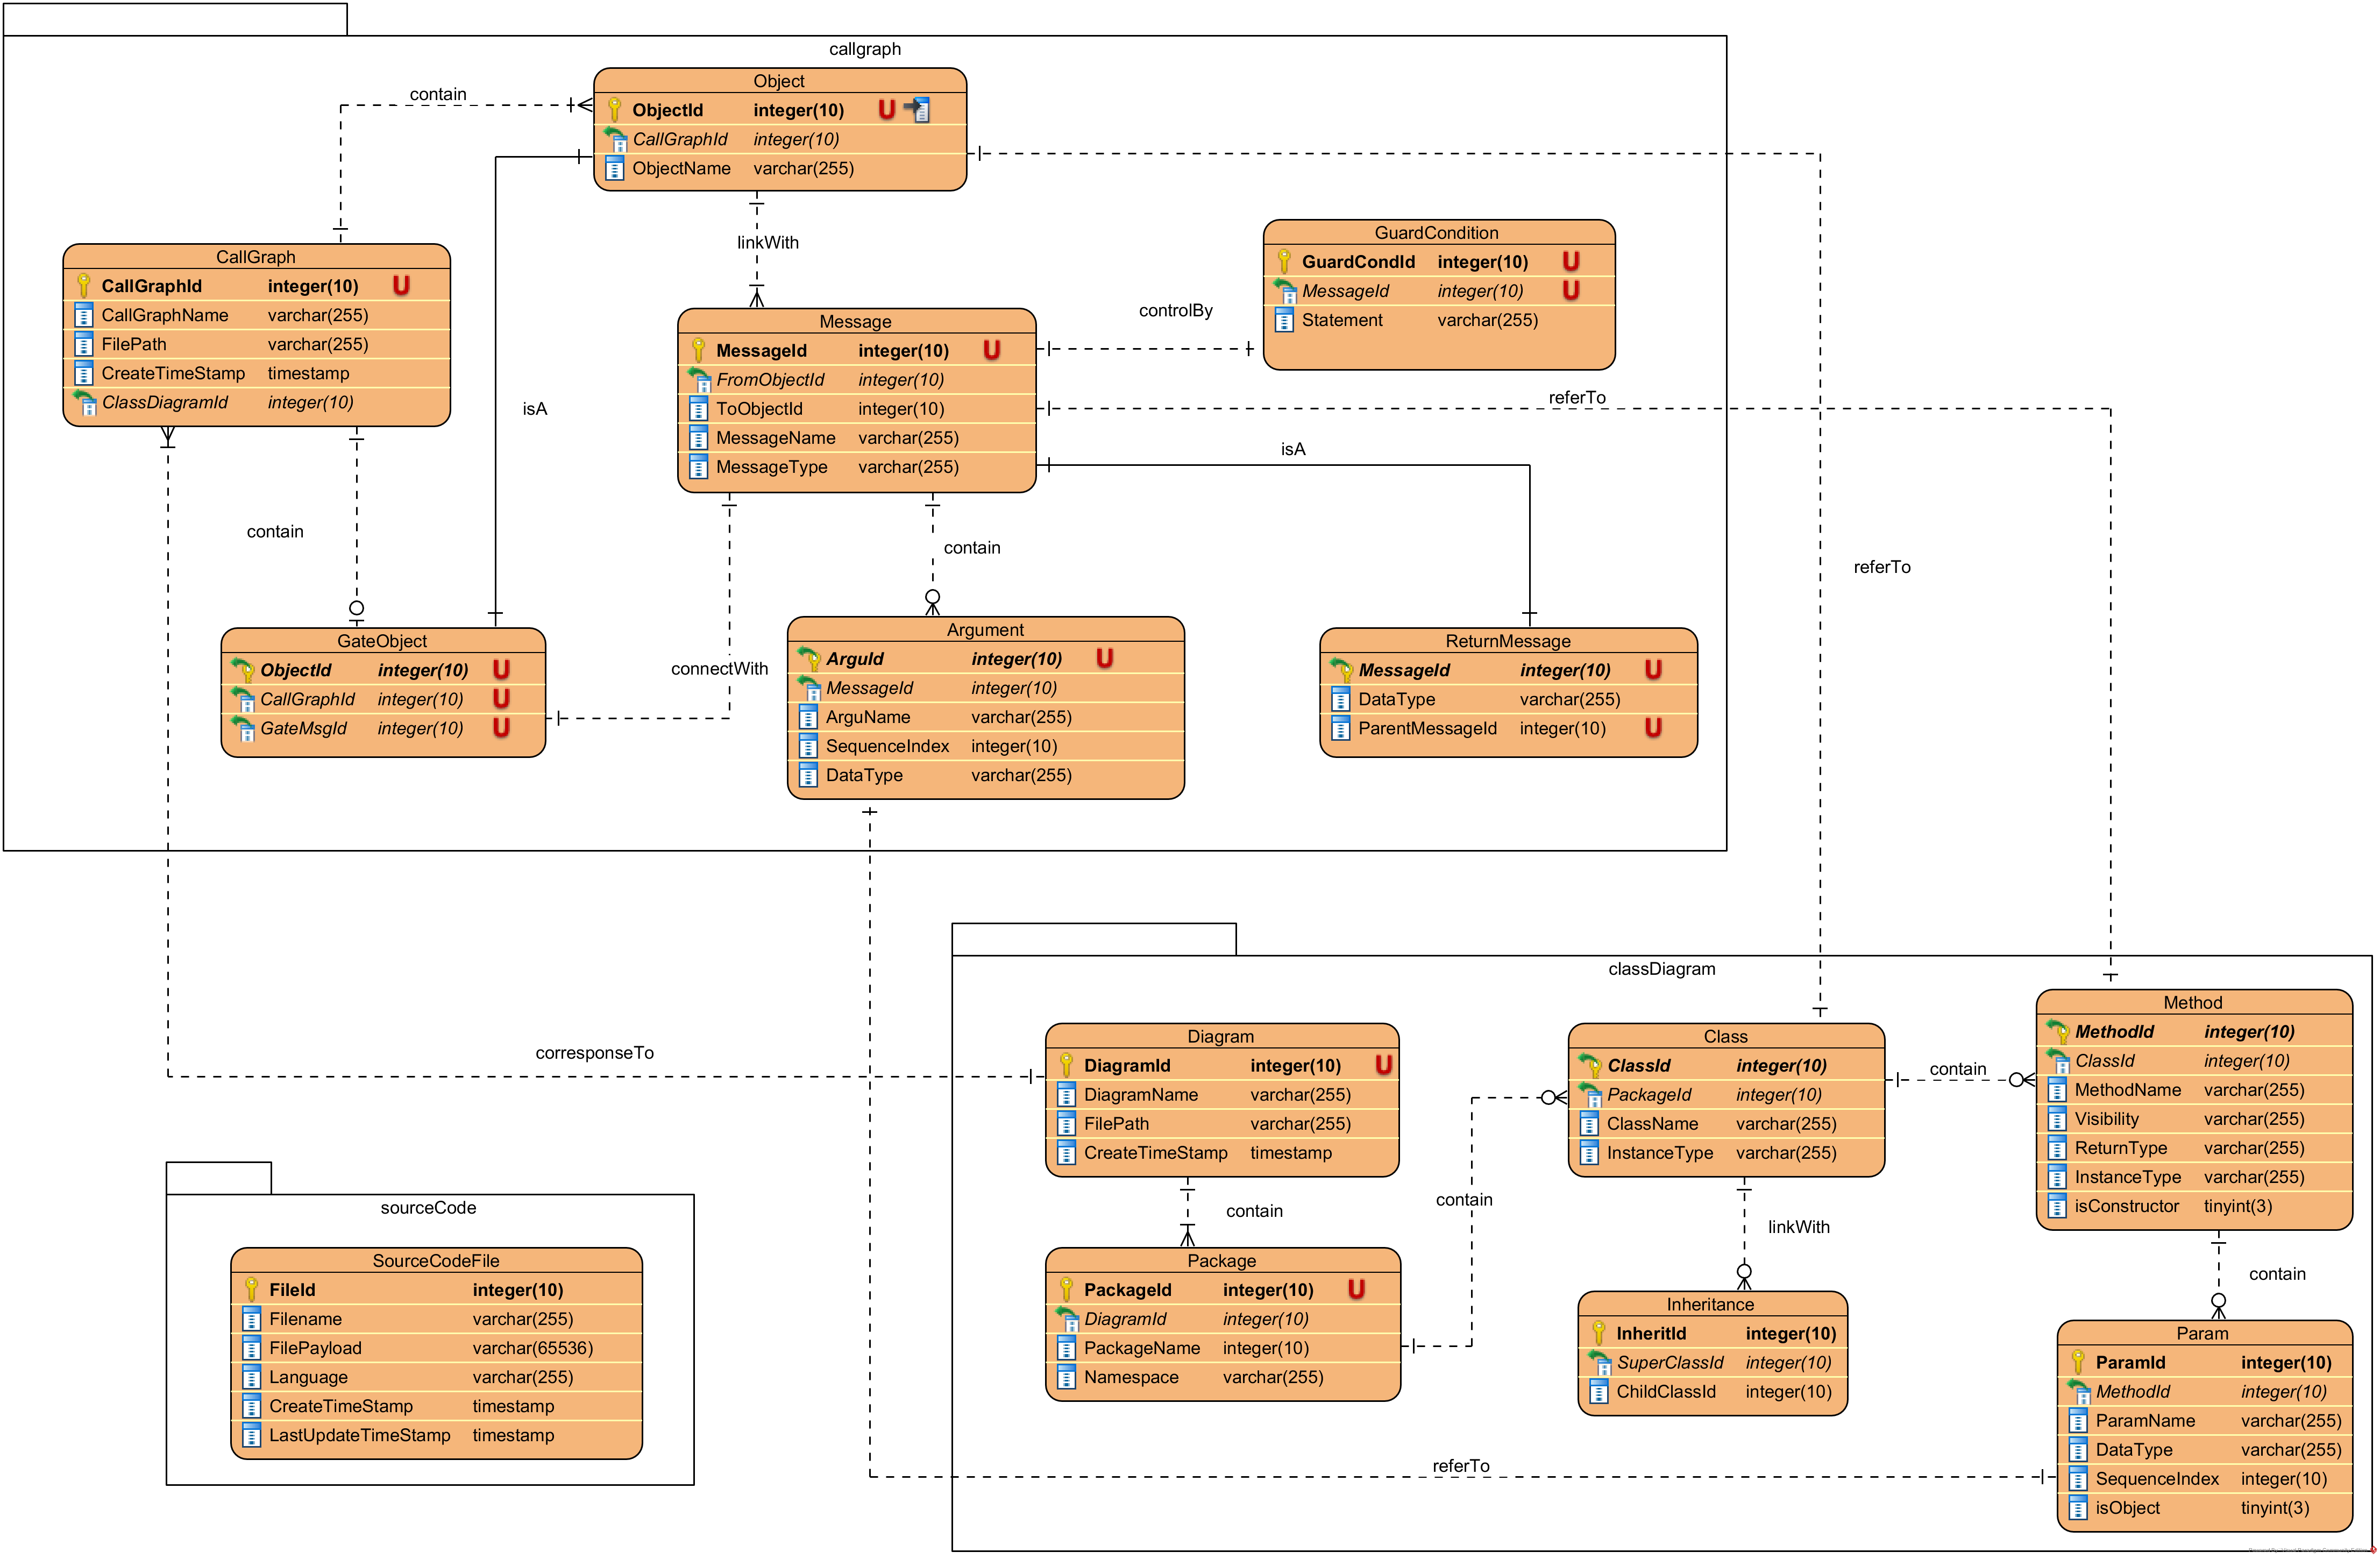 callgraph
Object
ObjectId integer(10) U
CallGraphId integer(10)
ObjectName varchar(255)
contain
linkWith
isA
CallGraph
CallGraphId integer(10) U
CallGraphName varchar(255)
FilePath varchar(255)
CreateTimeStamp timestamp
ClassDiagramId integer(10)
GuardCondition
GuardCondId integer(10) U
MessageId integer(10) U
Statement varchar(255)
controlBy
Message
MessageId integer(10) U
FromObjectId integer(10)
ToObjectId integer(10)
MessageName varchar(255)
MessageType varchar(255)
referTo
isA
referTo
contain
contain
connectWith
GateObject
ObjectId integer(10) U
CallGraphId integer(10) U
GateMsgId integer(10) U
Argument
ArguId integer(10) U
MessageId integer(10)
ArguName varchar(255)
SequenceIndex integer(10)
DataType varchar(255)
ReturnMessage
MessageId integer(10) U
DataType varchar(255)
ParentMessageId integer(10) U
corresponseTo
classDiagram
Diagram
DiagramId integer(10) U
DiagramName varchar(255)
FilePath varchar(255)
CreateTimeStamp timestamp
Class
ClassId integer(10)
PackageId integer(10)
ClassName varchar(255)
InstanceType varchar(255)
contain
Method
MethodId integer(10)
ClassId integer(10)
MethodName varchar(255)
Visibility varchar(255)
ReturnType varchar(255)
InstanceType varchar(255)
isConstructor tinyint(3)
contain
contain
linkWith
contain
Package
PackageId integer(10) U
DiagramId integer(10)
PackageName integer(10)
Namespace varchar(255)
Inheritance
InheritId integer(10)
SuperClassId integer(10)
ChildClassId integer(10)
Param
ParamId integer(10)
MethodId integer(10)
ParamName varchar(255)
DataType varchar(255)
SequenceIndex integer(10)
isObject tinyint(3)
referTo
sourceCode
SourceCodeFile
FileId integer(10)
Filename varchar(255)
FilePayload varchar(65536)
Language varchar(255)
CreateTimeStamp timestamp
LastUpdateTimeStamp timestamp